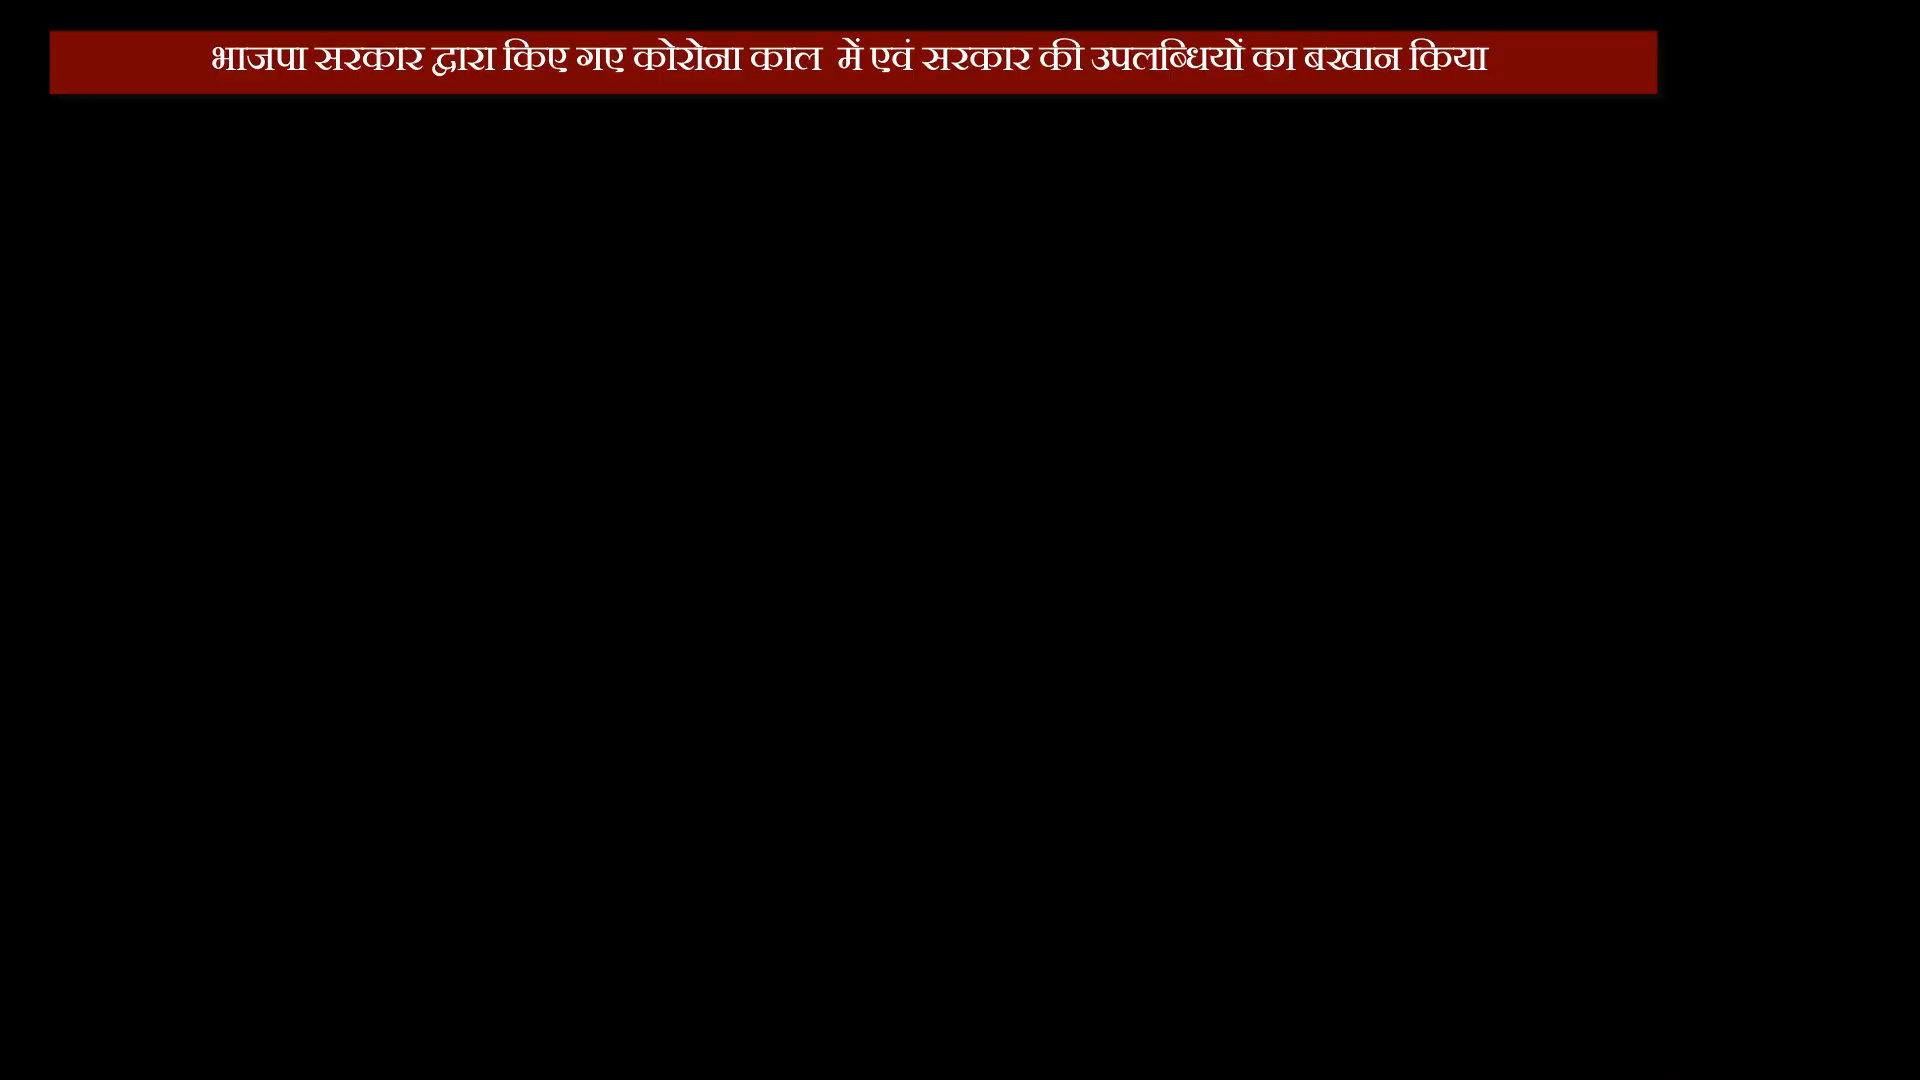 भाजपा सरकार द्वारा किए गए कोरोना काल में एवं सरकार की उपलब्धियों का बखान किया